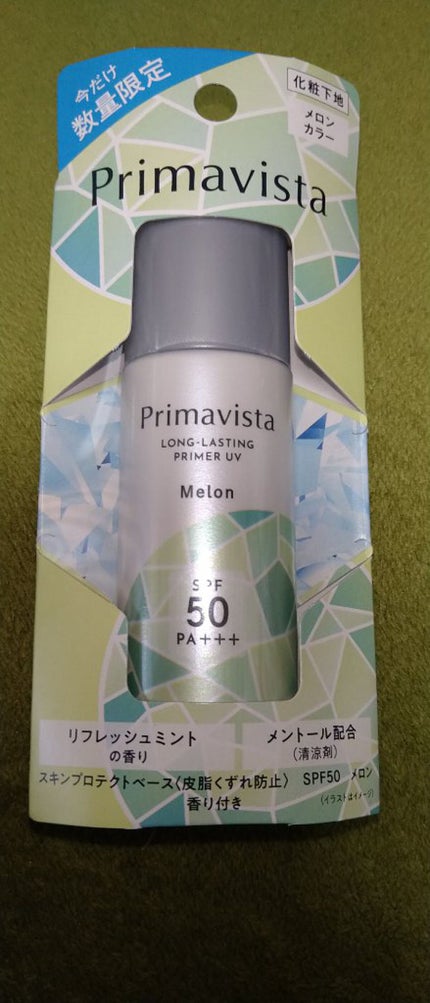 今だけ
数量限定
化粧下地
メロン
カラー
Primavista
Primavista
LONG-LASTING
PRIMER UV
Melon
SPF
50
PA+++
リフレッシュミント
の香り
メントール配合
(清涼剤)
スキンプロテクトベース〈皮脂くずれ防止〉 SPF50 メロン
香り付き
(イラストはイメージ)